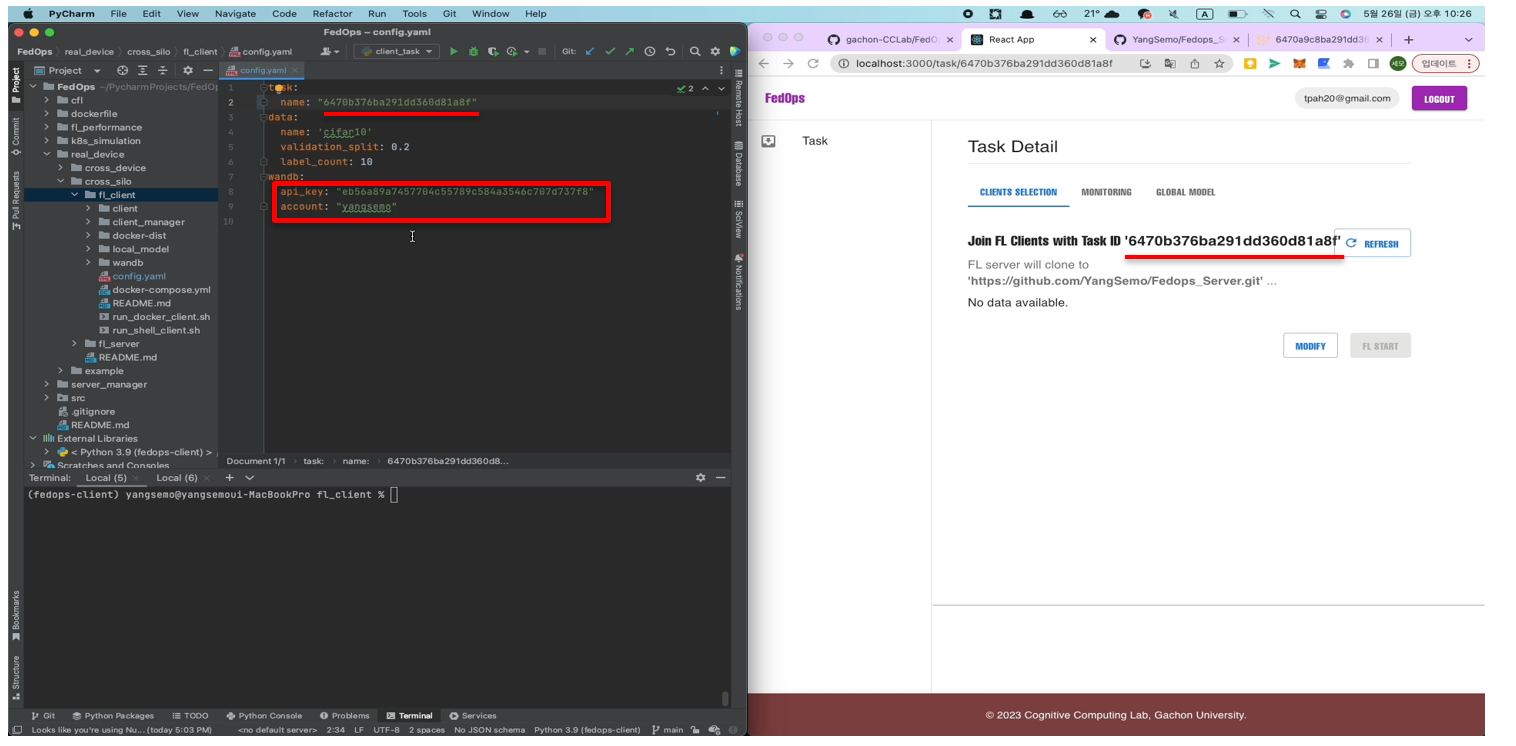 PyCharm File Edit View Navigate Code Refactor Run Tools Git Window Help
21° A 5월 26일 (금) 오후 10:26
FedOps – config.yaml
FedOps real_device cross_silo fl_client config.yaml client_task Git:
Project config.yaml
FedOps ~/PycharmProjects/FedOp
cfl
dockerfile
fl_performance
k8s_simulation
real_device
cross_device
cross_silo
fl_client
client
client_manager
docker-dist
local_model
wandb
config.yaml
docker-compose.yml
README.md
run_docker_client.sh
run_shell_client.sh
fl_server
README.md
example
server_manager
src
.gitignore
README.md
External Libraries
< Python 3.9 (fedops-client) >
Scratches and Consoles
Project
Commit
Pull Requests
Bookmarks
Structure
1 task:
2 name: "6470b376ba291dd360d81a8f"
3 data:
4 name: 'cifar10'
5 validation_split: 0.2
6 label_count: 10
7 wandb:
8 api_key: "eb56a89a7457704c55789c584a3546c707d737f8"
9 account: "yangsemo"
10
2
Remote Host
Database
SciView
Notifications
Document 1/1 task: name: 6470b376ba291dd360d8...
Terminal: Local (5) × Local (6) × +
(fedops-client) yangsemo@yangsemoui-MacBookPro fl_client %
Git Python Packages TODO Python Console Problems Terminal Services
Looks like you're using Nu... (today 5:03 PM) <no default server> 2:34 LF UTF-8 2 spaces No JSON schema Python 3.9 (fedops-client) main
gachon-CCLab/FedO × React App × YangSemo/Fedops_S × 6470a9c8ba291dd36 × +
localhost:3000/task/6470b376ba291dd360d81a8f 세모 업데이트
FedOps tpah20@gmail.com LOGOUT
Task
Task Detail
CLIENTS SELECTION MONITORING GLOBAL MODEL
Join FL Clients with Task ID '6470b376ba291dd360d81a8f' REFRESH
FL server will clone to
'https://github.com/YangSemo/Fedops_Server.git' ...
No data available.
MODIFY FL START
© 2023 Cognitive Computing Lab, Gachon University.